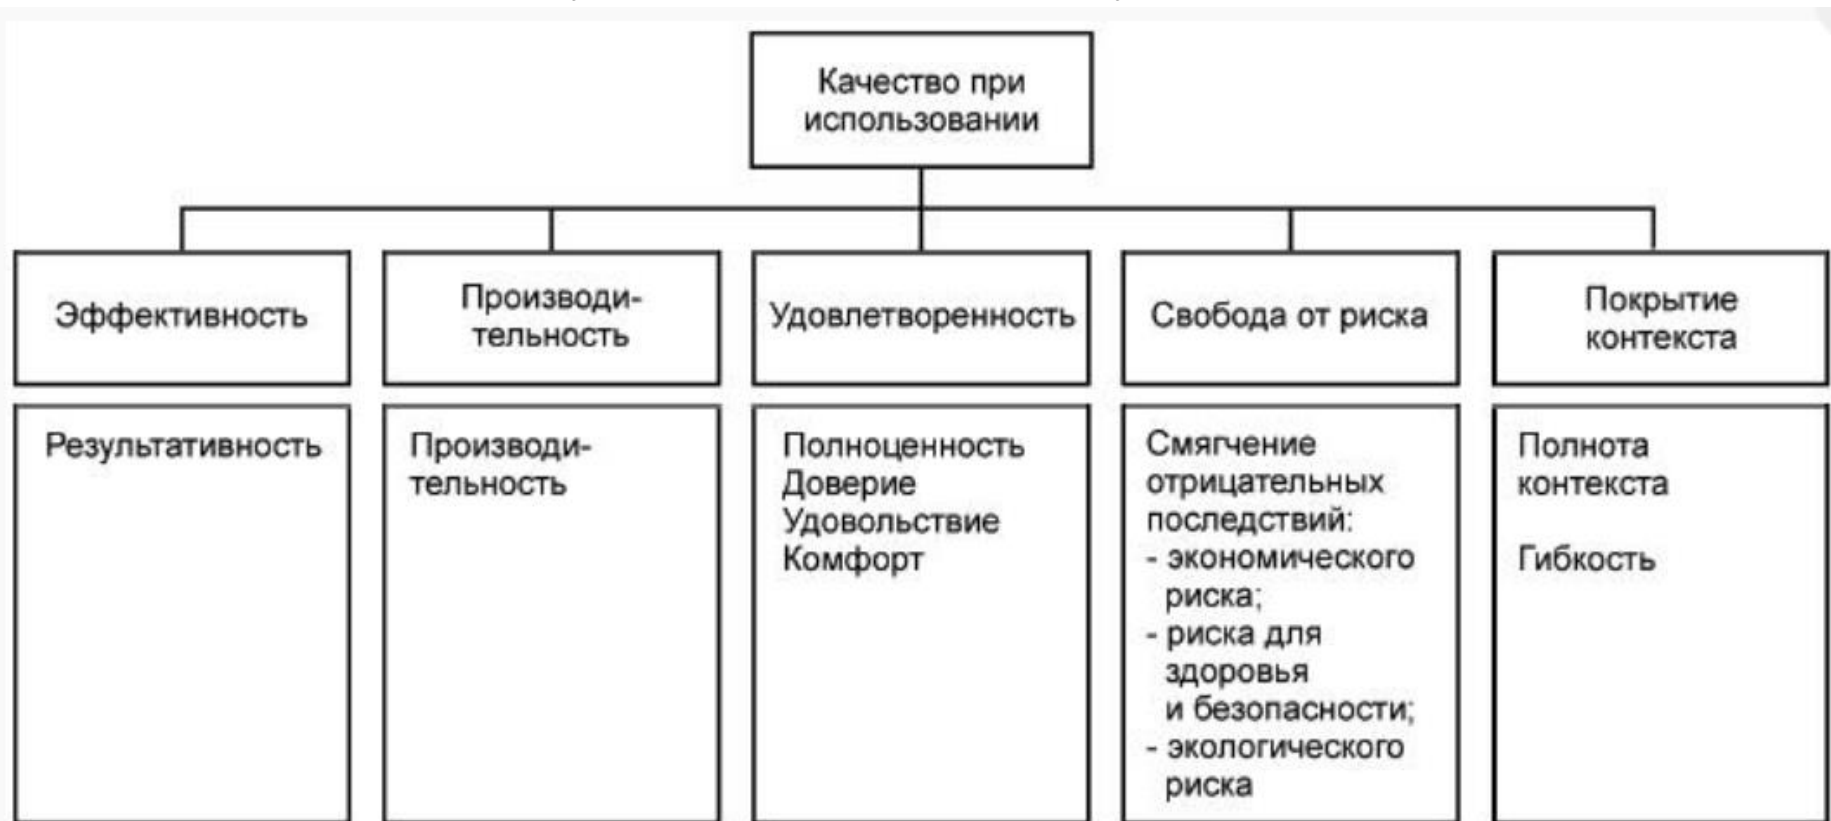 Качество при
использовании
Эффективность
Производи-
тельность
Удовлетворенность
Свобода от риска
Покрытие
контекста
Результативность
Производи-
тельность
Полноценность
Доверие
Удовольствие
Комфорт
Смягчение
отрицательных
последствий:
- экономического
риска;
- риска для
здоровья
и безопасности;
- экологического
риска
Полнота
контекста
Гибкость